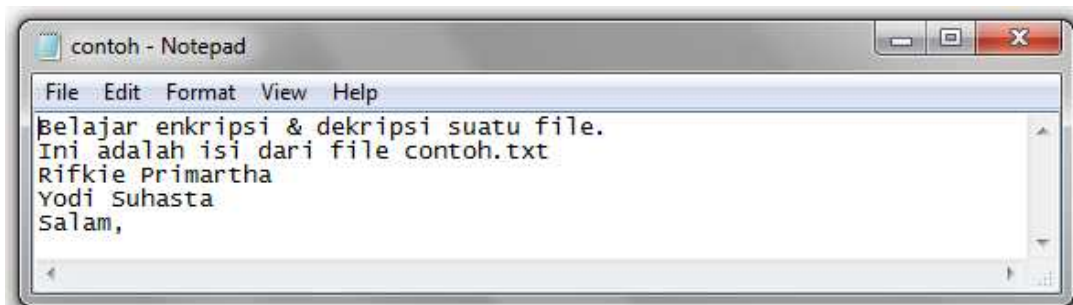 contoh - Notepad
File Edit Format View Help
Belajar enkripsi & dekripsi suatu file.
Ini adalah isi dari file contoh.txt
Rifkie Primartha
Yodi Suhasta
Salam,